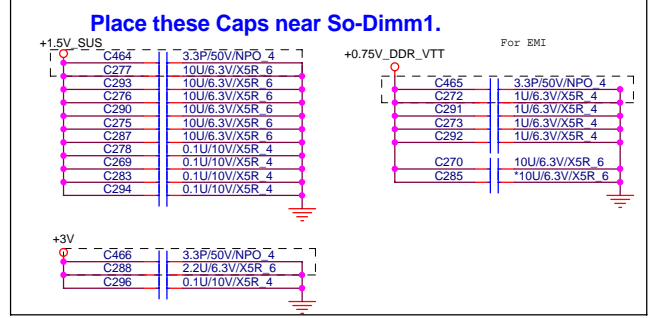 Place these Caps near So-Dimm1.
+1.5V_SUS
C464 3.3P/50V/NPO_4
C277 10U/6.3V/X5R_6
C293 10U/6.3V/X5R_6
C276 10U/6.3V/X5R_6
C290 10U/6.3V/X5R_6
C275 10U/6.3V/X5R_6
C287 10U/6.3V/X5R_6
C278 0.1U/10V/X5R_4
C269 0.1U/10V/X5R_4
C283 0.1U/10V/X5R_4
C294 0.1U/10V/X5R_4
+3V
C466 3.3P/50V/NPO_4
C288 2.2U/6.3V/X5R_6
C296 0.1U/10V/X5R_4
For EMI
+0.75V_DDR_VTT
C465 3.3P/50V/NPO_4
C272 1U/6.3V/X5R_4
C291 1U/6.3V/X5R_4
C273 1U/6.3V/X5R_4
C292 1U/6.3V/X5R_4
C270 10U/6.3V/X5R_6
C285 *10U/6.3V/X5R_6